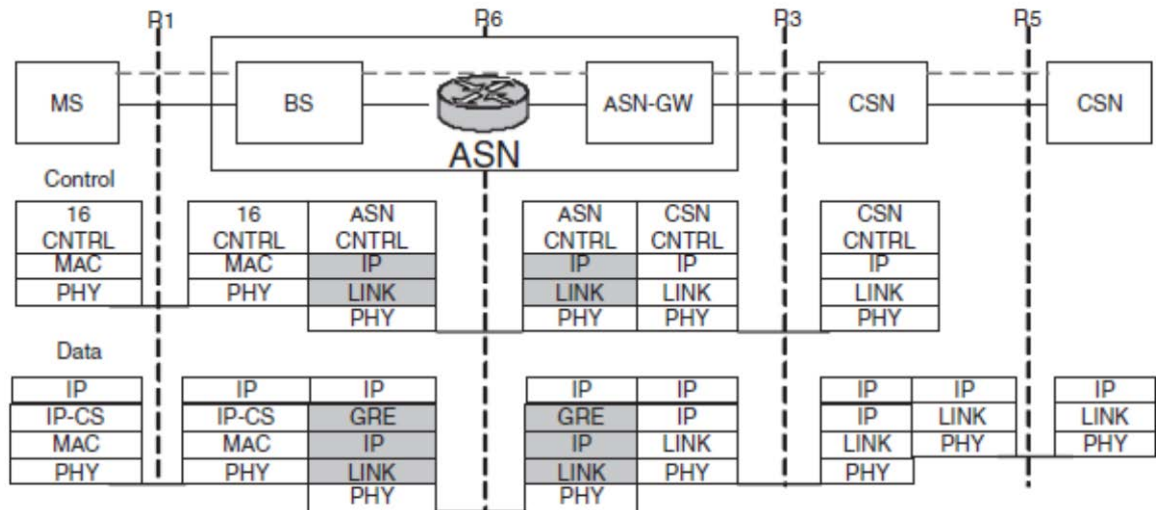 R1 R6 R3 R5
MS BS ASN-GW CSN CSN
ASN
Control
16 16 ASN ASN CSN CSN
CNTRL CNTRL CNTRL CNTRL CNTRL CNTRL
MAC MAC IP IP IP IP
PHY PHY LINK LINK LINK LINK
PHY PHY PHY PHY
Data
IP IP IP IP IP IP IP IP
IP-CS IP-CS GRE GRE IP IP LINK LINK
MAC MAC IP IP LINK LINK PHY PHY
PHY PHY LINK LINK PHY PHY
PHY PHY